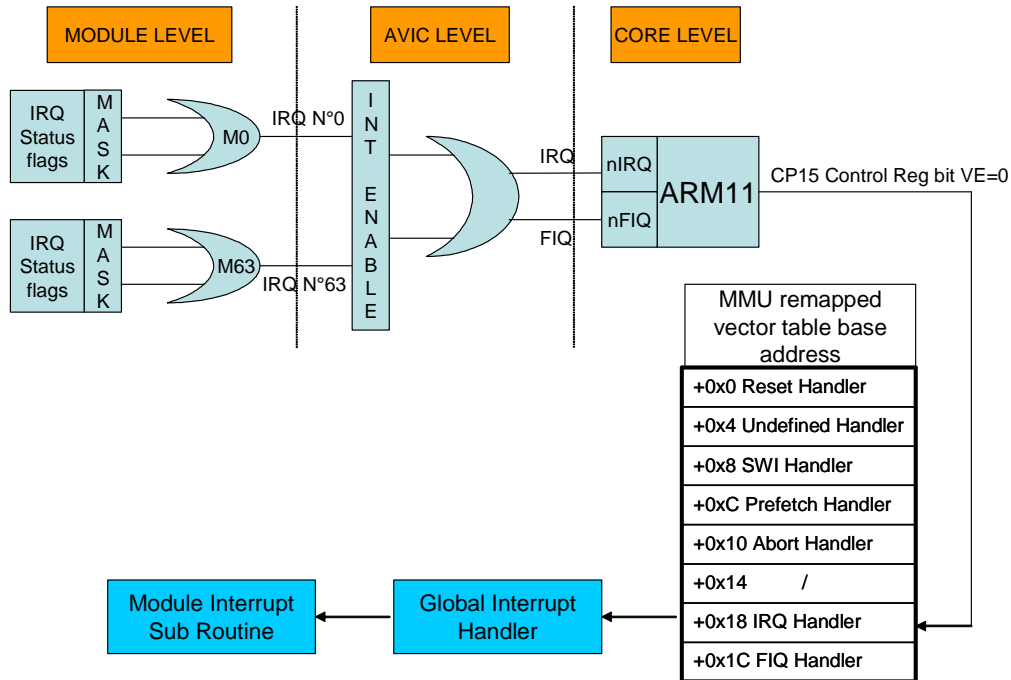 MODULE LEVEL
AVIC LEVEL
CORE LEVEL
IRQ
Status
flags
M
A
S
K
M0
IRQ N°0
I
N
T
E
N
A
B
L
E
IRQ
Status
flags
M
A
S
K
M63
IRQ N°63
IRQ
FIQ
nIRQ
nFIQ
ARM11
CP15 Control Reg bit VE=0
MMU remapped
vector table base
address
+0x0 Reset Handler
+0x4 Undefined Handler
+0x8 SWI Handler
+0xC Prefetch Handler
+0x10 Abort Handler
+0x14 /
+0x18 IRQ Handler
+0x1C FIQ Handler
Global Interrupt
Handler
Module Interrupt
Sub Routine